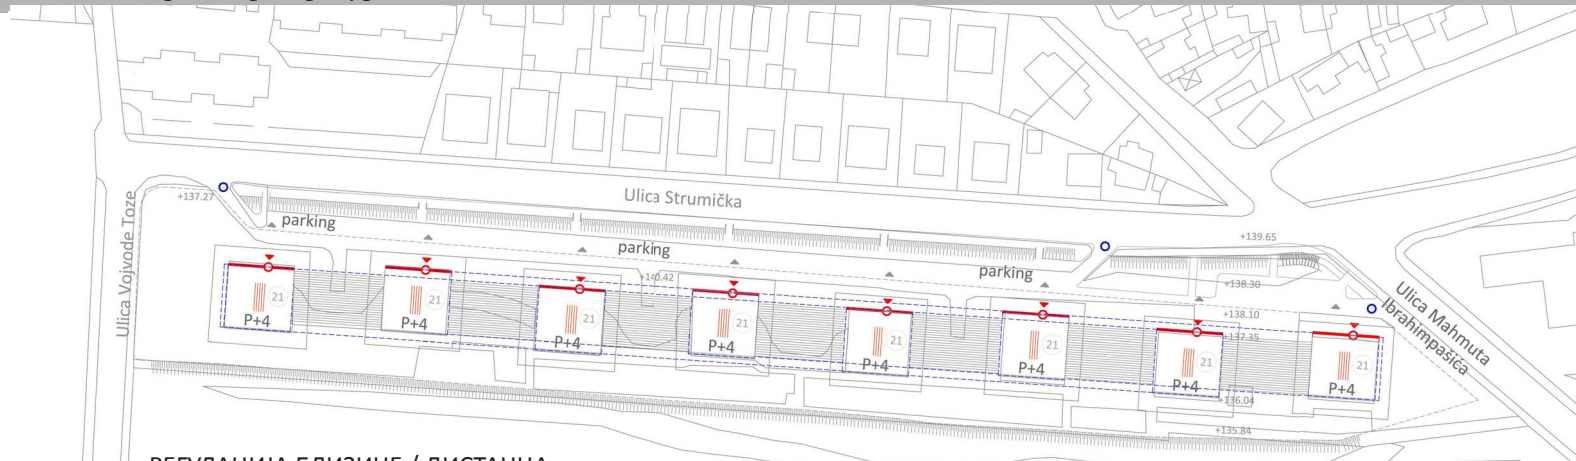 Ulica Strumička
+137.27
parking
parking
parking
+139.65
+138.30
+138.10
+137.35
+140.42
+136.04
+135.84
Ulica Vojvode Toze
Ulica Mahmuta
Ibrahimpašića
21
P+4
21
P+4
21
P+4
21
P+4
21
P+4
21
P+4
21
P+4
21
P+4